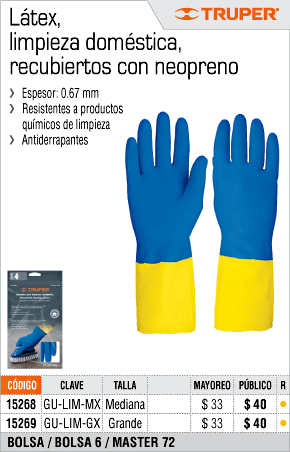 TRUPER®
Látex,
limpieza doméstica,
recubiertos con neopreno
› Espesor: 0.67 mm
› Resistentes a productos
químicos de limpieza
› Antiderrapantes
TRUPER
CÓDIGO CLAVE TALLA MAYOREO PÚBLICO R
15268 GU-LIM-MX Mediana $ 33 $ 40
15269 GU-LIM-GX Grande $ 33 $ 40
BOLSA / BOLSA 6 / MASTER 72